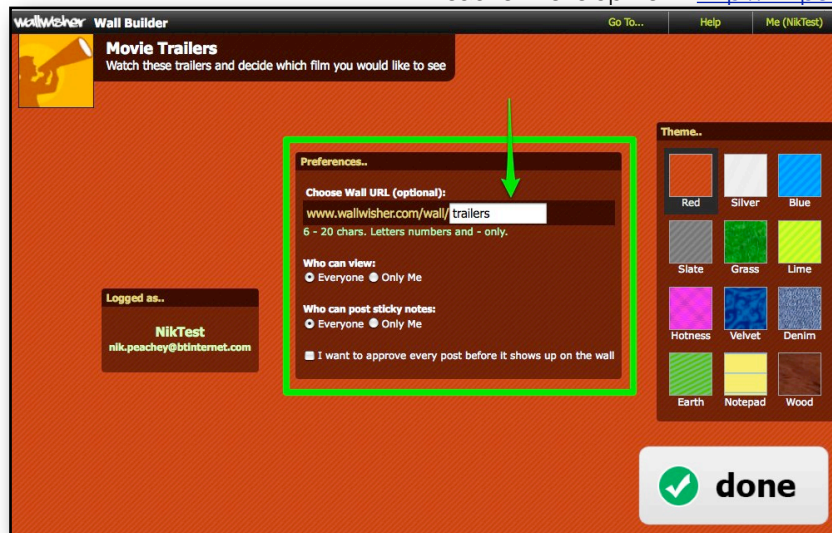 wallwisher Wall Builder
Go To...
Help
Me (NikTest)
Movie Trailers
Watch these trailers and decide which film you would like to see
Preferences..
Choose Wall URL (optional):
www.wallwisher.com/wall/ trailers
6 - 20 chars. Letters numbers and - only.
Who can view:
Everyone Only Me
Who can post sticky notes:
Everyone Only Me
I want to approve every post before it shows up on the wall
Logged as..
NikTest
nik.peachey@btinternet.com
Theme..
Red Silver Blue
Slate Grass Lime
Hotness Velvet Denim
Earth Notepad Wood
done